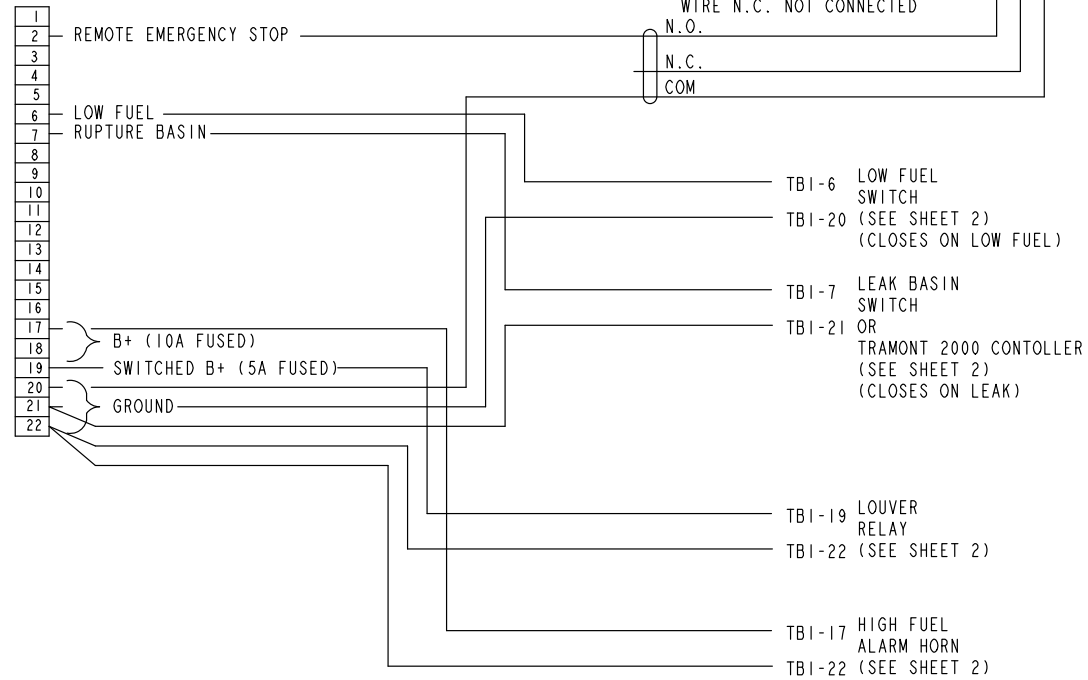 WIRE N.C. NOT CONNECTED
1
2 REMOTE EMERGENCY STOP N.O.
3
4 N.C.
5 COM
6 LOW FUEL
7 RUPTURE BASIN
8
9
10
11
12
13
14
15
16
17
18
B+ (10A FUSED)
19 SWITCHED B+ (5A FUSED)
20
21 GROUND
22
TB1-6 LOW FUEL
SWITCH
TB1-20 (SEE SHEET 2)
(CLOSES ON LOW FUEL)
TB1-7 LEAK BASIN
SWITCH
TB1-21 OR
TRAMONT 2000 CONTOLLER
(SEE SHEET 2)
(CLOSES ON LEAK)
TB1-19 LOUVER
RELAY
TB1-22 (SEE SHEET 2)
TB1-17 HIGH FUEL
ALARM HORN
TB1-22 (SEE SHEET 2)